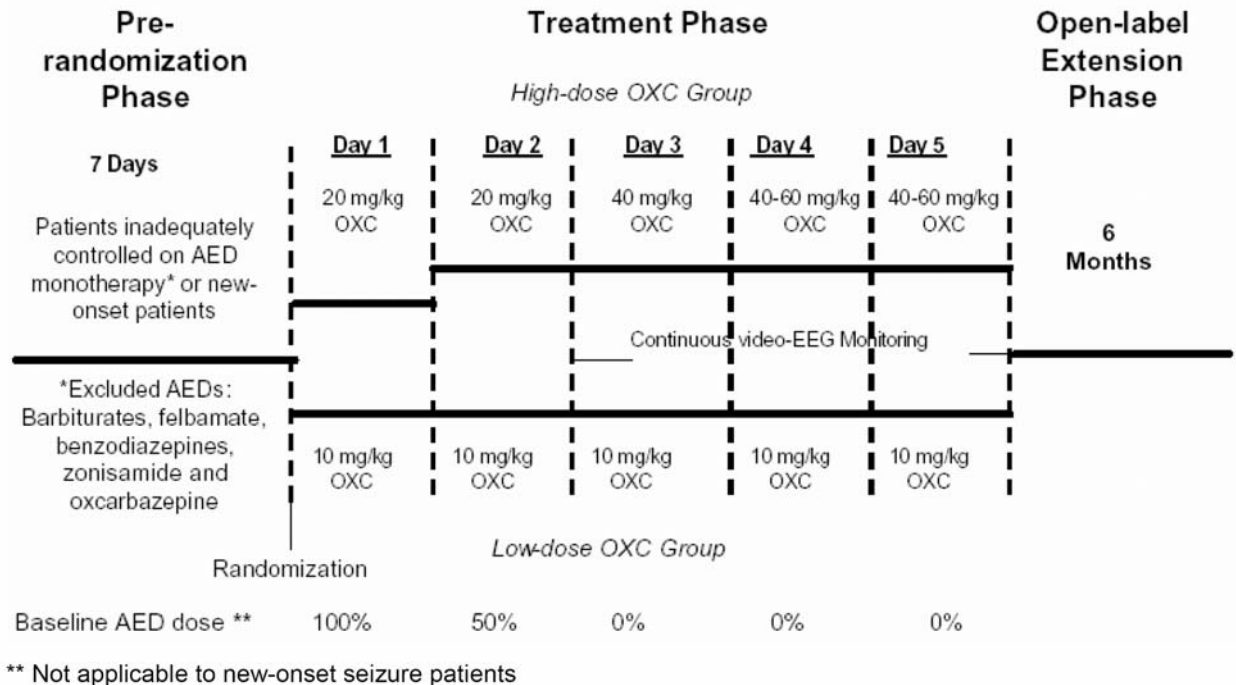 Pre-
randomization
Phase
Treatment Phase
Open-label
Extension
Phase
High-dose OXC Group
7 Days
Day 1
Day 2
Day 3
Day 4
Day 5
20 mg/kg
OXC
20 mg/kg
OXC
40 mg/kg
OXC
40-60 mg/kg
OXC
40-60 mg/kg
OXC
Patients inadequately
controlled on AED
monotherapy* or new-
onset patients
6
Months
Continuous video-EEG Monitoring
*Excluded AEDs:
Barbiturates, felbamate,
benzodiazepines,
zonisamide and
oxcarbazepine
10 mg/kg
OXC
10 mg/kg
OXC
10 mg/kg
OXC
10 mg/kg
OXC
10 mg/kg
OXC
Low-dose OXC Group
Randomization
Baseline AED dose ** 100% 50% 0% 0% 0%
** Not applicable to new-onset seizure patients